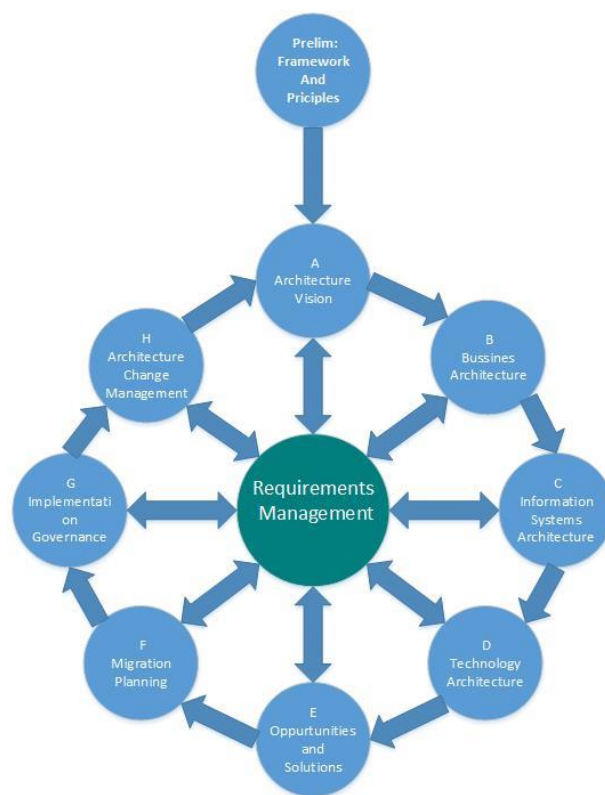 Prelim:
Framework
And
Priciples
A
Architecture
Vision
B
Bussines
Architecture
C
Information
Systems
Architecture
D
Technology
Architecture
E
Oppurtunities
and
Solutions
F
Migration
Planning
G
Implementati
on
Governance
H
Architecture
Change
Management
Requirements
Management